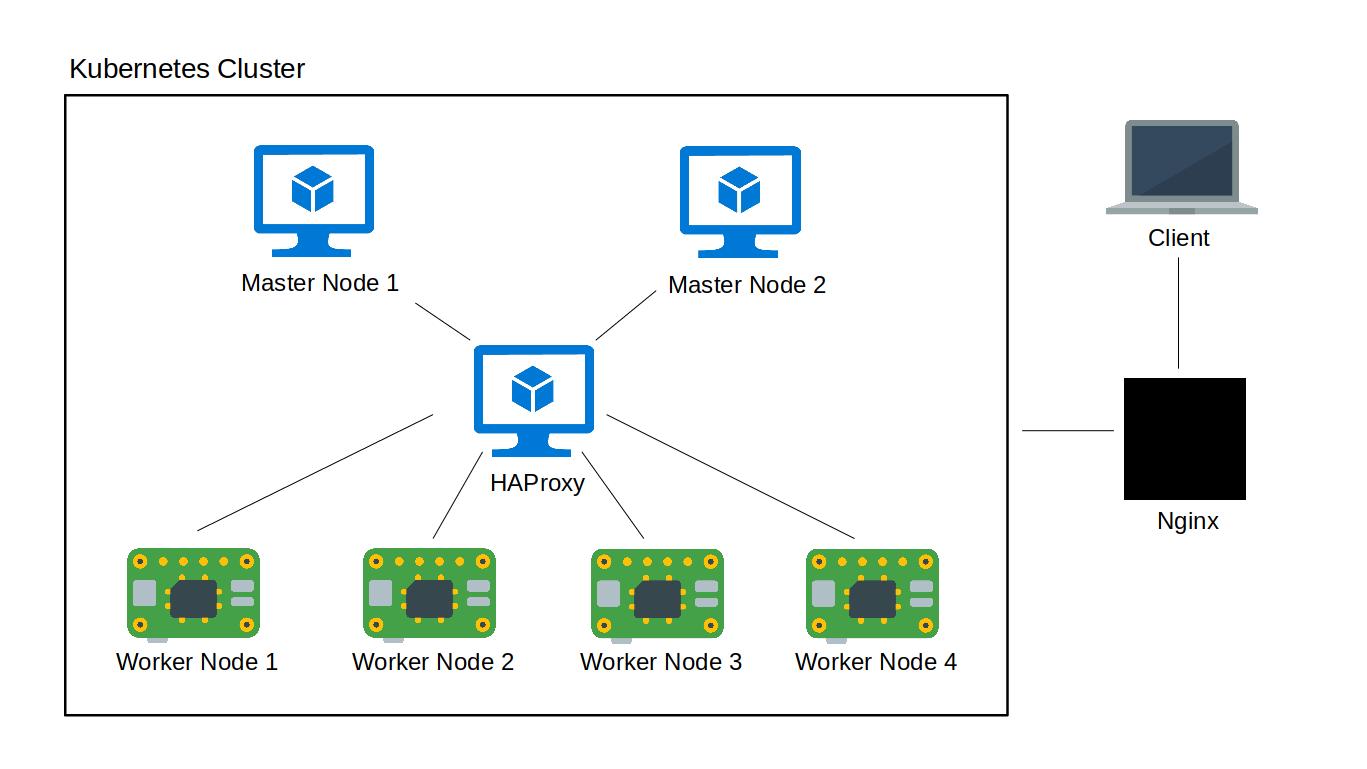 Kubernetes Cluster
Master Node 1
Master Node 2
Client
HAProxy
Nginx
Worker Node 1
Worker Node 2
Worker Node 3
Worker Node 4